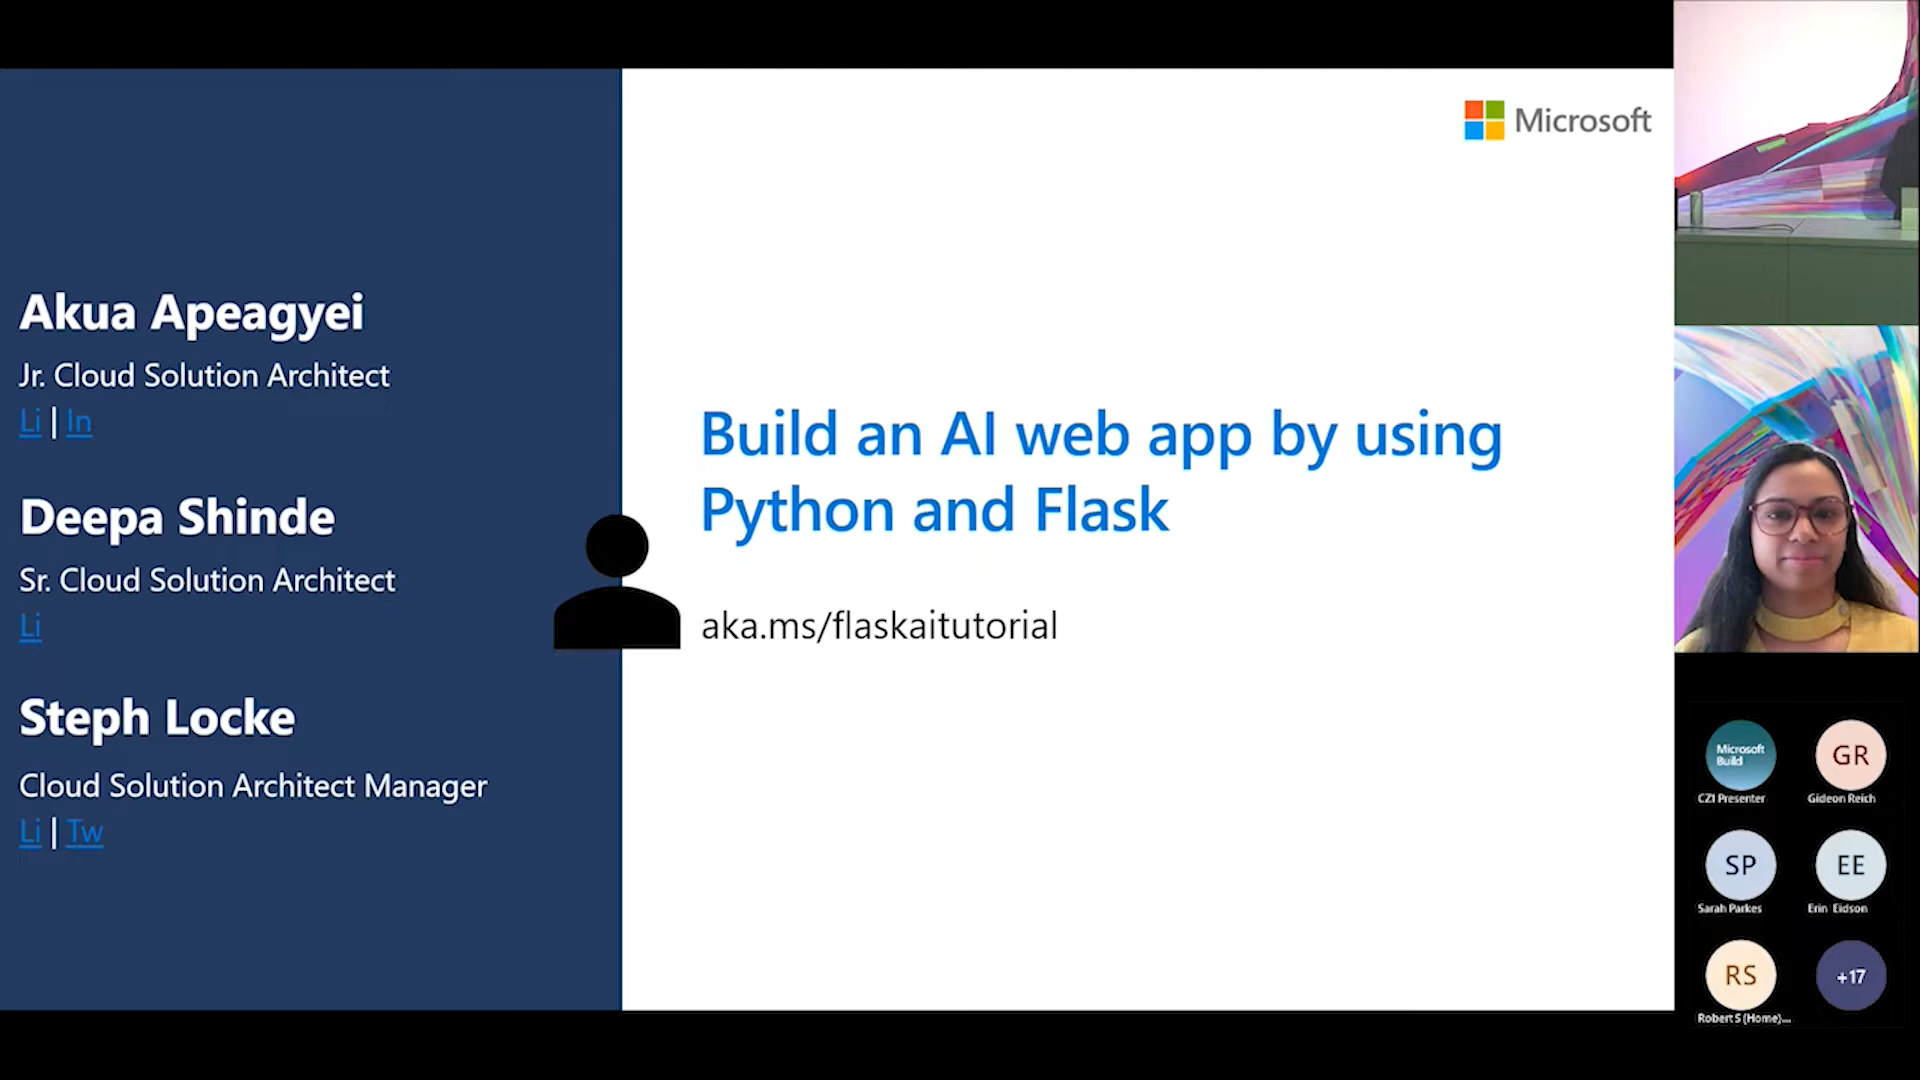 Akua Apeagyei
Jr. Cloud Solution Architect
Li | In
Deepa Shinde
Sr. Cloud Solution Architect
Li
Steph Locke
Cloud Solution Architect Manager
Li | Tw
Microsoft
Build an AI web app by using
Python and Flask
aka.ms/flaskaitutorial
Microsoft
Build
CZI Presenter
GR
Gideon Reich
SP
Sarah Parkes
EE
Erin Eidson
RS
Robert S (Home)...
+17